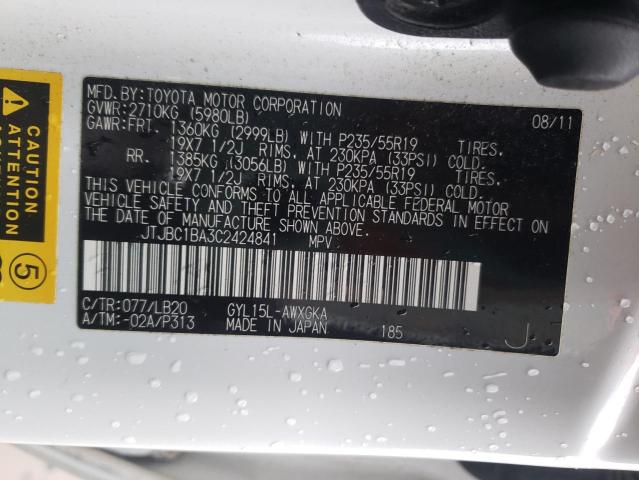 MFD. BY: TOYOTA MOTOR CORPORATION 08/11
GVWR: 2710KG (5980LB)
GAWR: FRT. 1360KG (2999LB) WITH P235/55R19 TIRES,
19X7 1/2J RIMS, AT 230KPA (33PSI) COLD.
RR. 1385KG (3056LB) WITH P235/55R19 TIRES,
19X7 1/2J RIMS, AT 230KPA (33PSI) COLD.
THIS VEHICLE CONFORMS TO ALL APPLICABLE FEDERAL MOTOR
VEHICLE SAFETY AND THEFT PREVENTION STANDARDS IN EFFECT ON
THE DATE OF MANUFACTURE SHOWN ABOVE.
JTJBC1BA3C2424841 MPV
C/TR: 077/LB20 GYL15L-AWXGKA
A/TM: -02A/P313 MADE IN JAPAN 185 J
5